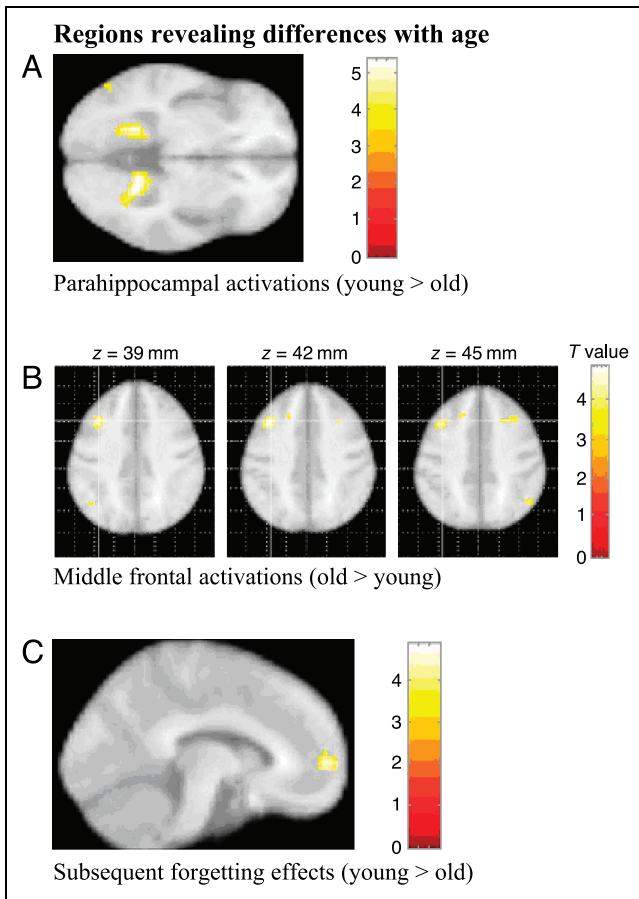 Regions revealing differences with age
A
5
4
3
2
1
0
Parahippocampal activations (young > old)
B
z = 39 mm
z = 42 mm
z = 45 mm
T value
4
3
2
1
0
Middle frontal activations (old > young)
C
4
3
2
1
0
Subsequent forgetting effects (young > old)